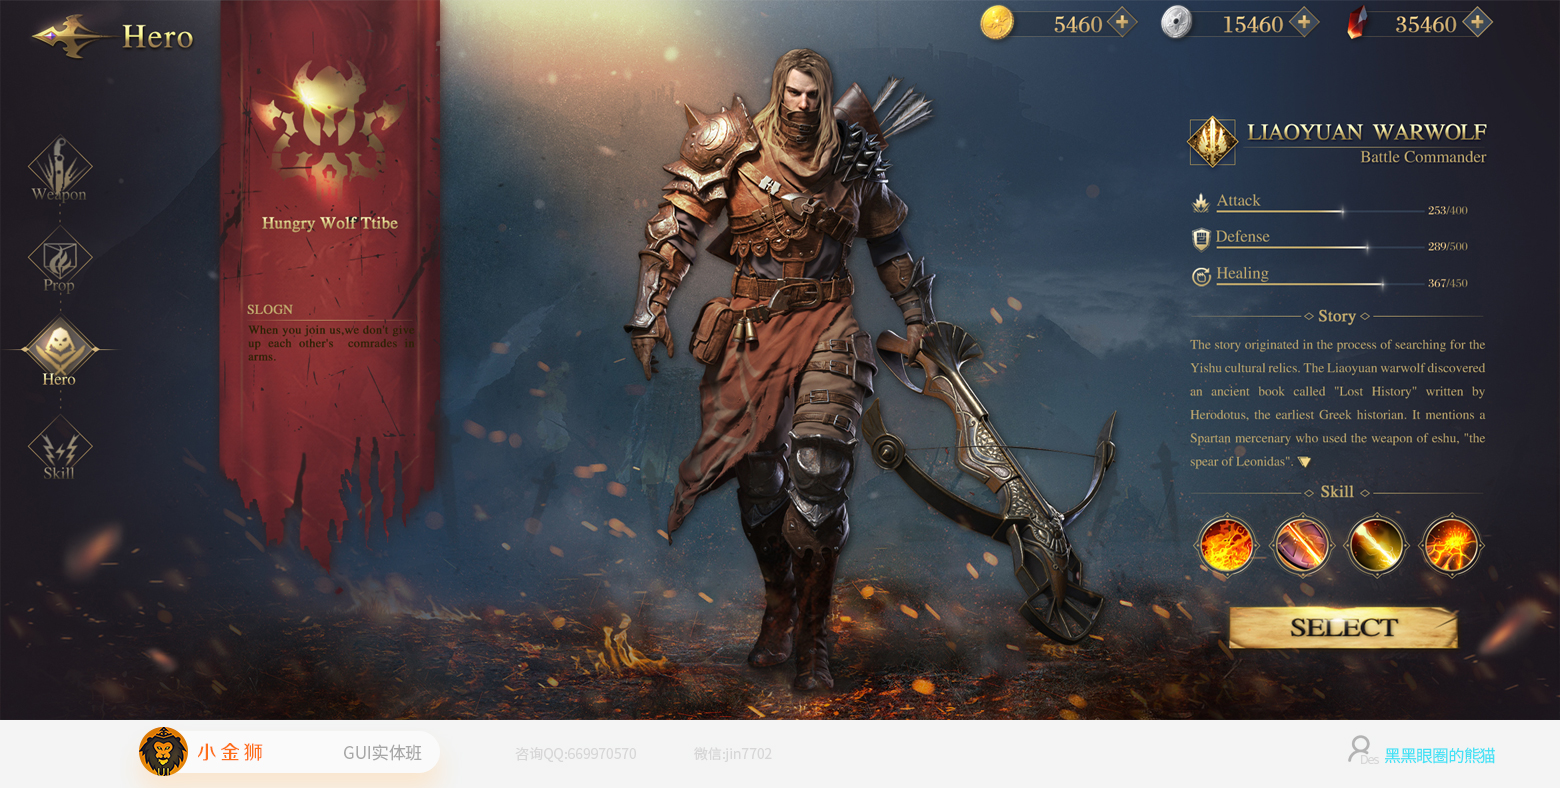 Hero
5460
15460
35460
Weapon
Prop
Hero
Skill
Hungry Wolf Ttibe
SLOGN
When you join us,we don't give
up each other's comrades in
arms.
LIAOYUAN WARWOLF
Battle Commander
Attack
253/400
Defense
289/500
Healing
367/450
Story
The story originated in the process of searching for the
Yishu cultural relics. The Liaoyuan warwolf discovered
an ancient book called "Lost History" written by
Herodotus, the earliest Greek historian. It mentions a
Spartan mercenary who used the weapon of eshu, "the
spear of Leonidas".
Skill
SELECT
小金狮
GUI实体班
咨询QQ:669970570
微信:jin7702
Des
黑黑眼圈的熊猫